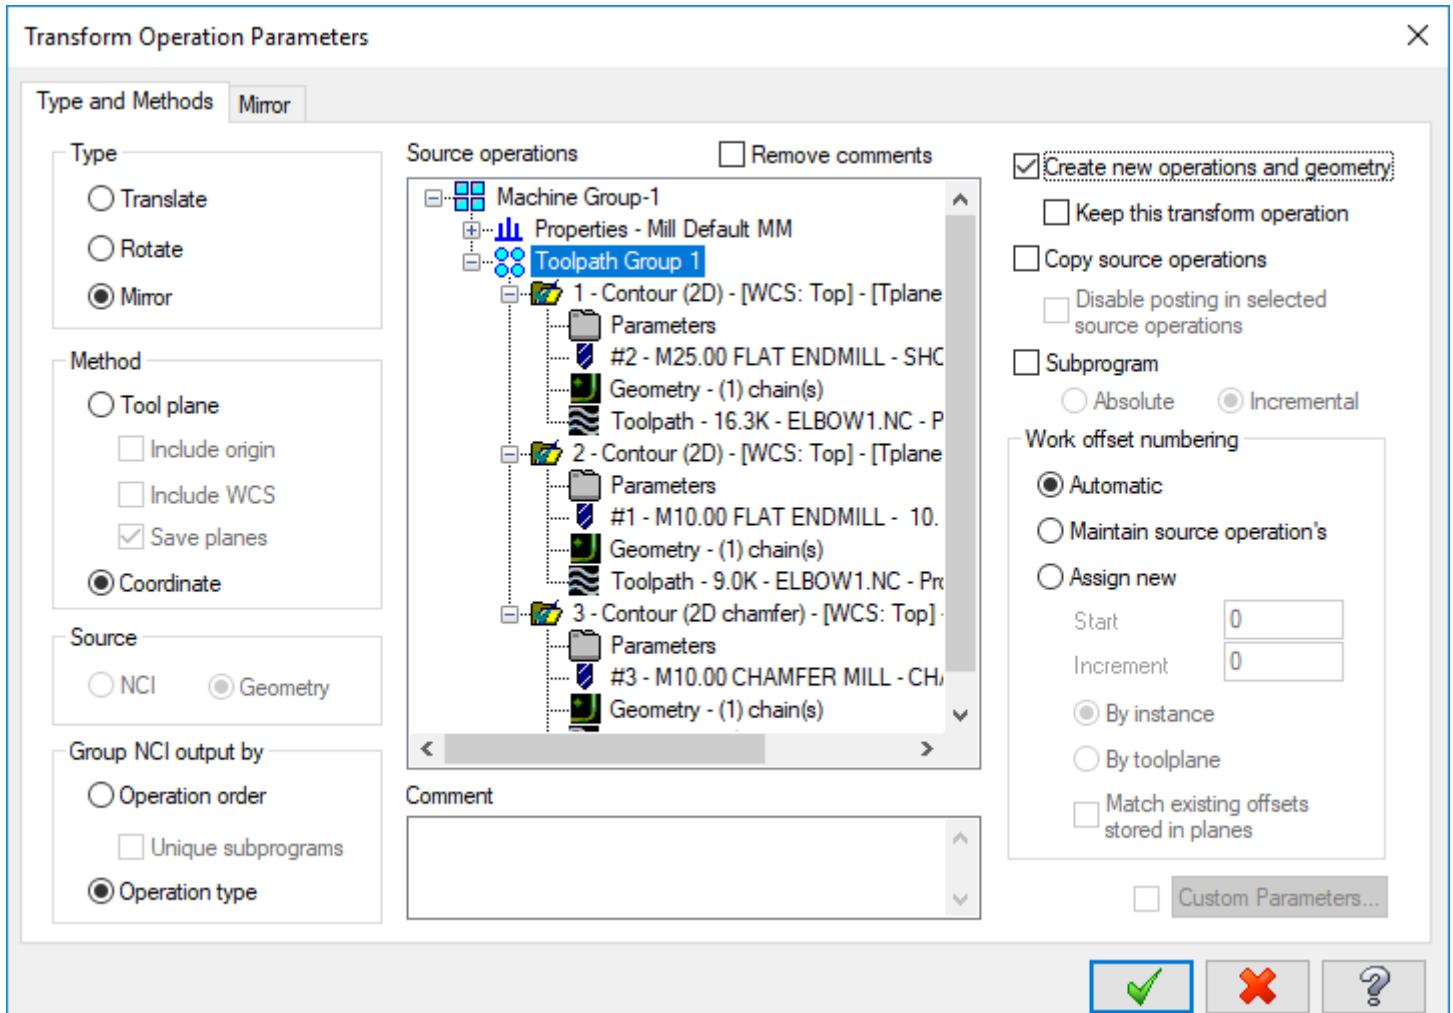 Transform Operation Parameters
Type and Methods
Mirror
Type
Translate
Rotate
Mirror
Method
Tool plane
Include origin
Include WCS
Save planes
Coordinate
Source
NCI
Geometry
Group NCI output by
Operation order
Unique subprograms
Operation type
Source operations
Remove comments
Machine Group-1
Properties - Mill Default MM
Toolpath Group 1
1 - Contour (2D) - [WCS: Top] - [Tplane
Parameters
#2 - M25.00 FLAT ENDMILL - SHC
Geometry - (1) chain(s)
Toolpath - 16.3K - ELBOW1.NC - P
2 - Contour (2D) - [WCS: Top] - [Tplane
Parameters
#1 - M10.00 FLAT ENDMILL - 10.
Geometry - (1) chain(s)
Toolpath - 9.0K - ELBOW1.NC - Pro
3 - Contour (2D chamfer) - [WCS: Top] -
Parameters
#3 - M10.00 CHAMFER MILL - CHA
Geometry - (1) chain(s)
Comment
Create new operations and geometry
Keep this transform operation
Copy source operations
Disable posting in selected
source operations
Subprogram
Absolute
Incremental
Work offset numbering
Automatic
Maintain source operation's
Assign new
Start
0
Increment
0
By instance
By toolplane
Match existing offsets
stored in planes
Custom Parameters...